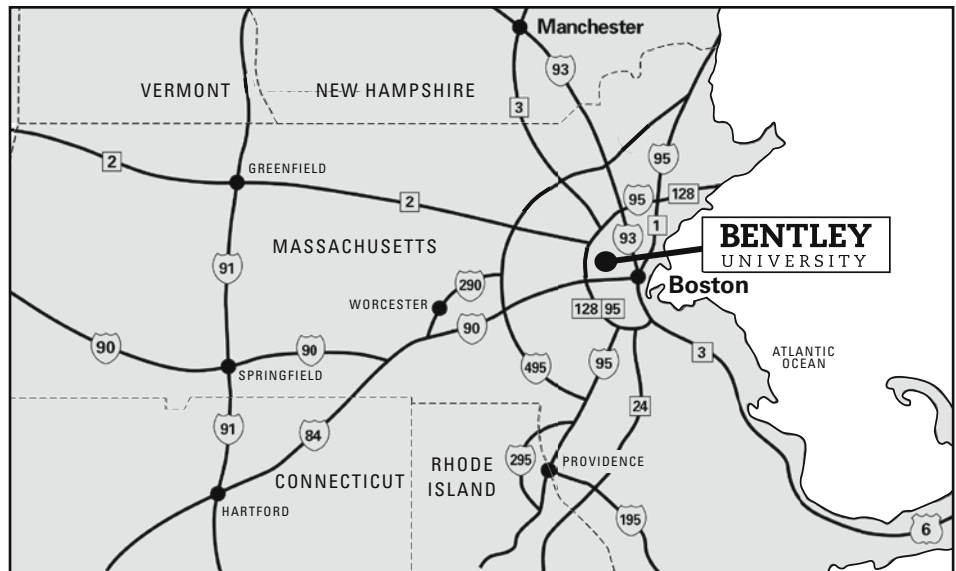 Manchester
93
VERMONT
NEW HAMPSHIRE
3
2
GREENFIELD
95
2
95
128
1
93
BENTLEY
UNIVERSITY
MASSACHUSETTS
91
290
Boston
WORCESTER
128
95
90
90
90
3
ATLANTIC
OCEAN
SPRINGFIELD
495
95
24
91
84
295
PROVIDENCE
RHODE
ISLAND
CONNECTICUT
HARTFORD
195
6